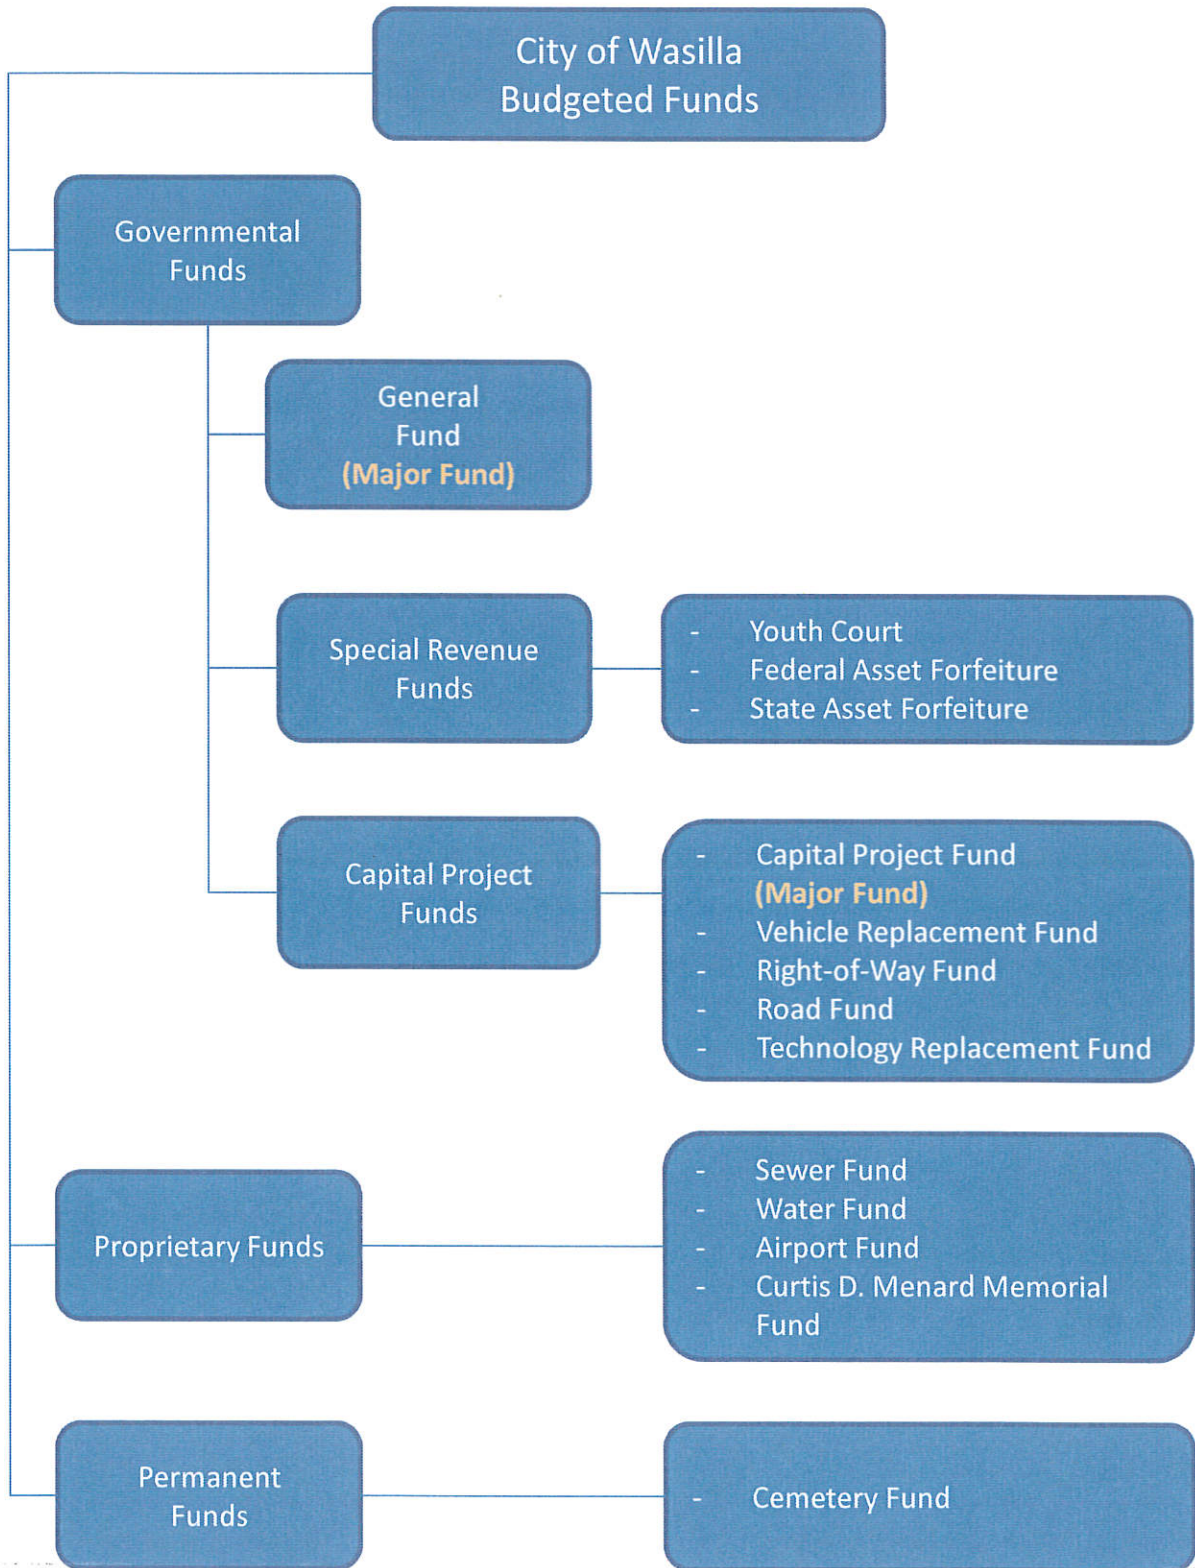 City of Wasilla
Budgeted Funds
Governmental
Funds
General
Fund
(Major Fund)
Special Revenue
Funds
- Youth Court
- Federal Asset Forfeiture
- State Asset Forfeiture
Capital Project
Funds
- Capital Project Fund
(Major Fund)
- Vehicle Replacement Fund
- Right-of-Way Fund
- Road Fund
- Technology Replacement Fund
Proprietary Funds
- Sewer Fund
- Water Fund
- Airport Fund
- Curtis D. Menard Memorial
Fund
Permanent
Funds
- Cemetery Fund